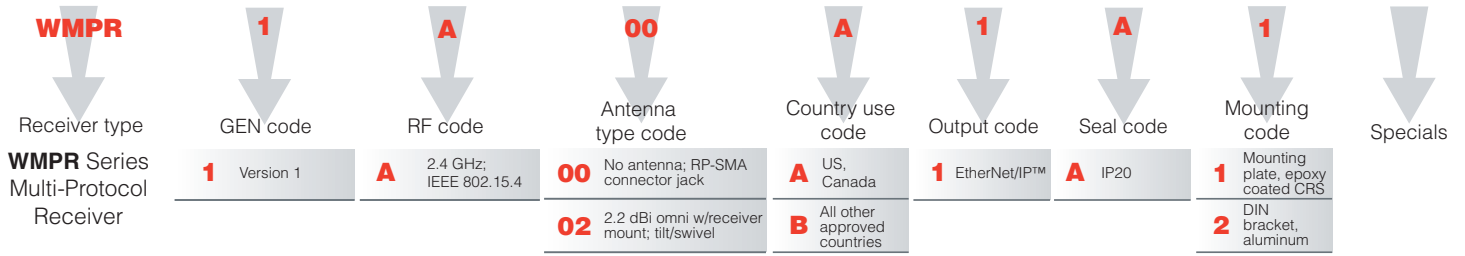 WMPR 1 A 00 A 1 A 1
Receiver type
WMPR Series
Multi-Protocol
Receiver
GEN code
1 Version 1
RF code
A 2.4 GHz;
IEEE 802.15.4
Antenna
type code
00 No antenna; RP-SMA
connector jack
02 2.2 dBi omni w/receiver
mount; tilt/swivel
Country use
code
A US,
Canada
B All other
approved
countries
Output code
1 EtherNet/IP™
Seal code
A IP20
Mounting
code
1 Mounting
plate, epoxy
coated CRS
2 DIN
bracket,
aluminum
Specials